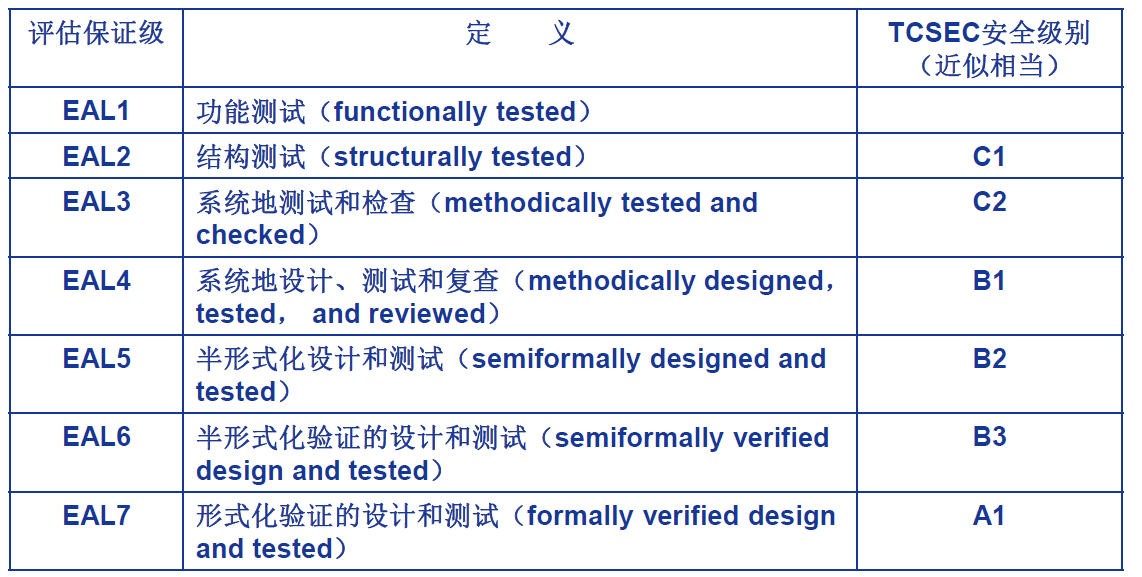 评估保证级 定 义 TCSEC安全级别
（近似相当）
EAL1 功能测试（functionally tested）
EAL2 结构测试（structurally tested） C1
EAL3 系统地测试和检查（methodically tested and C2
checked）
EAL4 系统地设计、测试和复查（methodically designed， B1
tested， and reviewed）
EAL5 半形式化设计和测试（semiformally designed and B2
tested）
EAL6 半形式化验证的设计和测试（semiformally verified B3
design and tested）
EAL7 形式化验证的设计和测试（formally verified design A1
and tested）